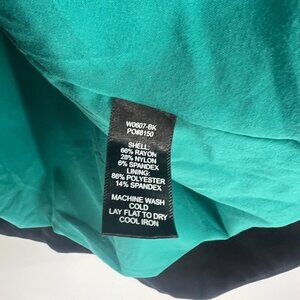 W0607-BK
PO#8150
SHELL:
66% RAYON
28% NYLON
6% SPANDEX
LINING:
86% POLYESTER
14% SPANDEX
MACHINE WASH
COLD
LAY FLAT TO DRY
COOL IRON